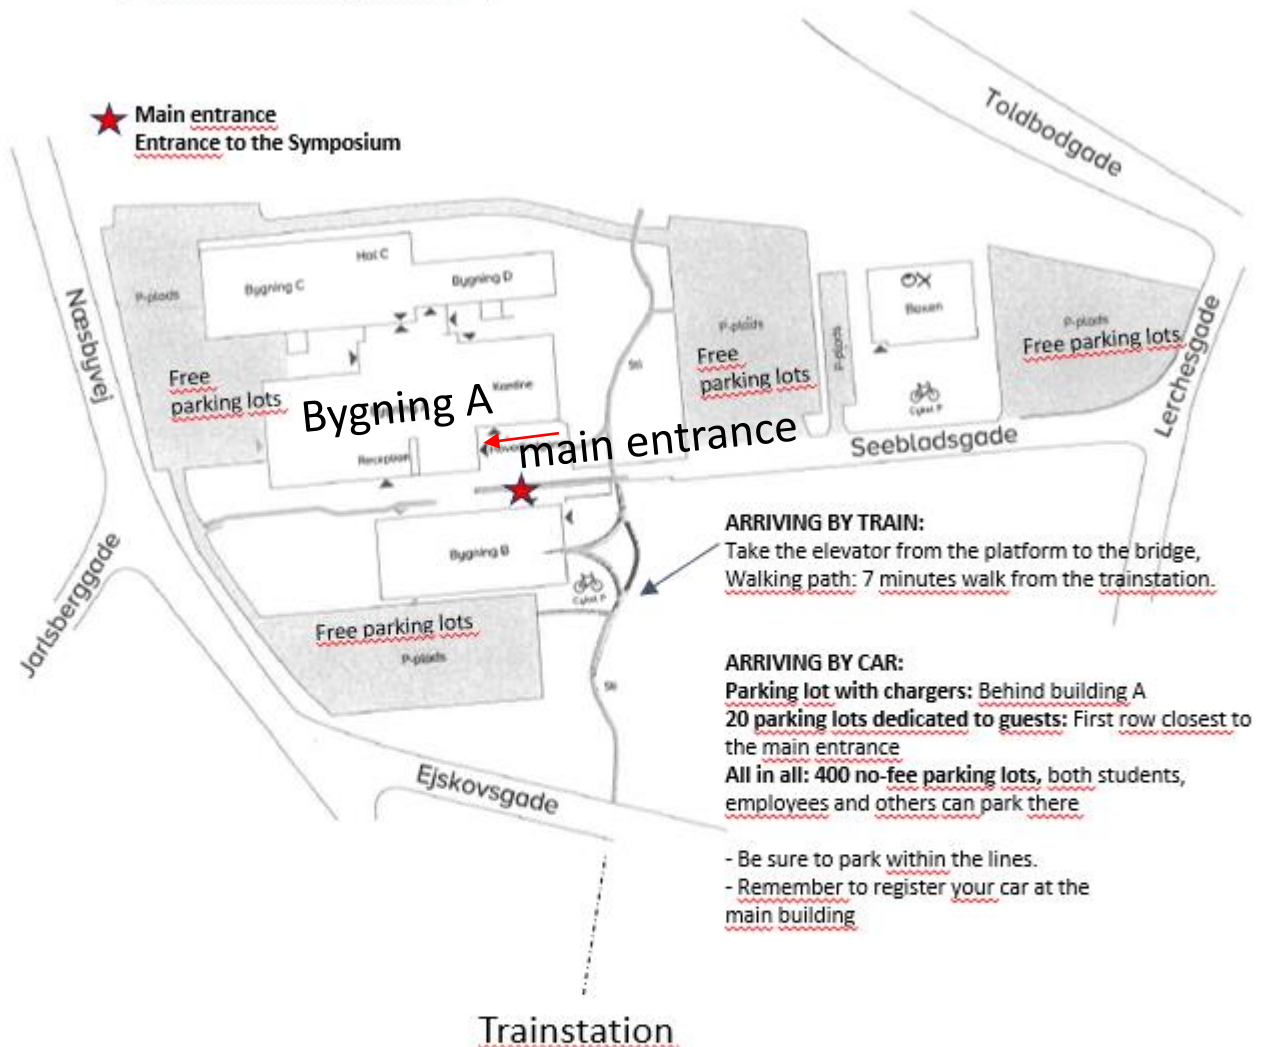 Main entrance
Entrance to the Symposium
Toldbodgade
Næsbyvej
Hal C
Bygning C
Bygning D
P-plads
Free
parking lots
Bygning A
Kantine
Reception
main entrance
Sti
P-plads
Free
parking lots
P-plads
Boxen
Cykel P
P-plads
Free parking lots
Lerchesgade
Seebladsgade
Bygning B
Cykel P
Free parking lots
P-plads
Sti
Jarlsberggade
Ejskovsgade
ARRIVING BY TRAIN:
Take the elevator from the platform to the bridge,
Walking path: 7 minutes walk from the trainstation.
ARRIVING BY CAR:
Parking lot with chargers: Behind building A
20 parking lots dedicated to guests: First row closest to
the main entrance
All in all: 400 no-fee parking lots, both students,
employees and others can park there
- Be sure to park within the lines.
- Remember to register your car at the
main building
Trainstation